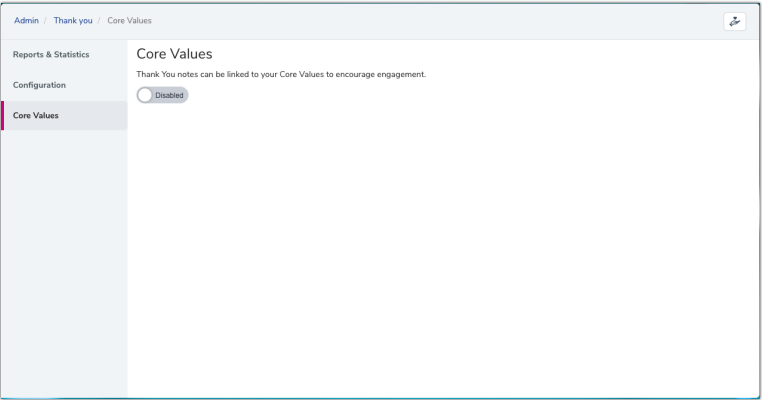 Admin / Thank you / Core Values
Reports & Statistics
Configuration
Core Values
Core Values
Thank You notes can be linked to your Core Values to encourage engagement.
Disabled